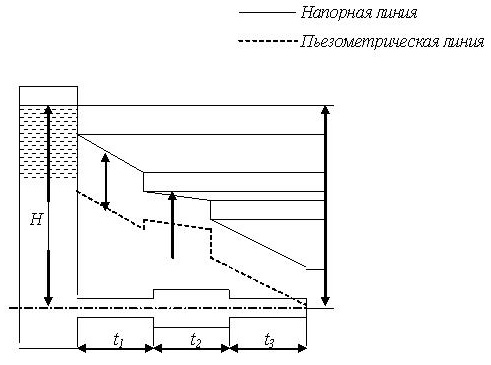 Напорная линия
Пьезометрическая линия
H
t1 t2 t3